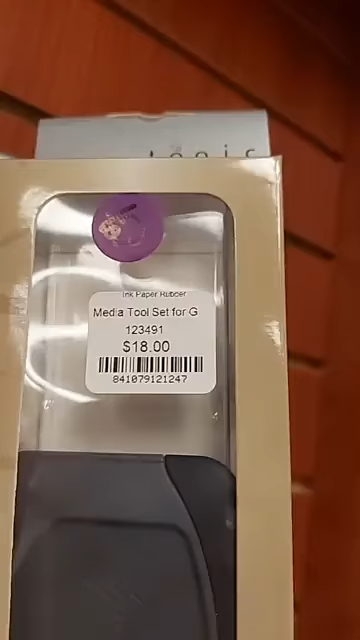 Ink Paper Rubber
Media Tool Set for G
123491
$18.00
841079121247